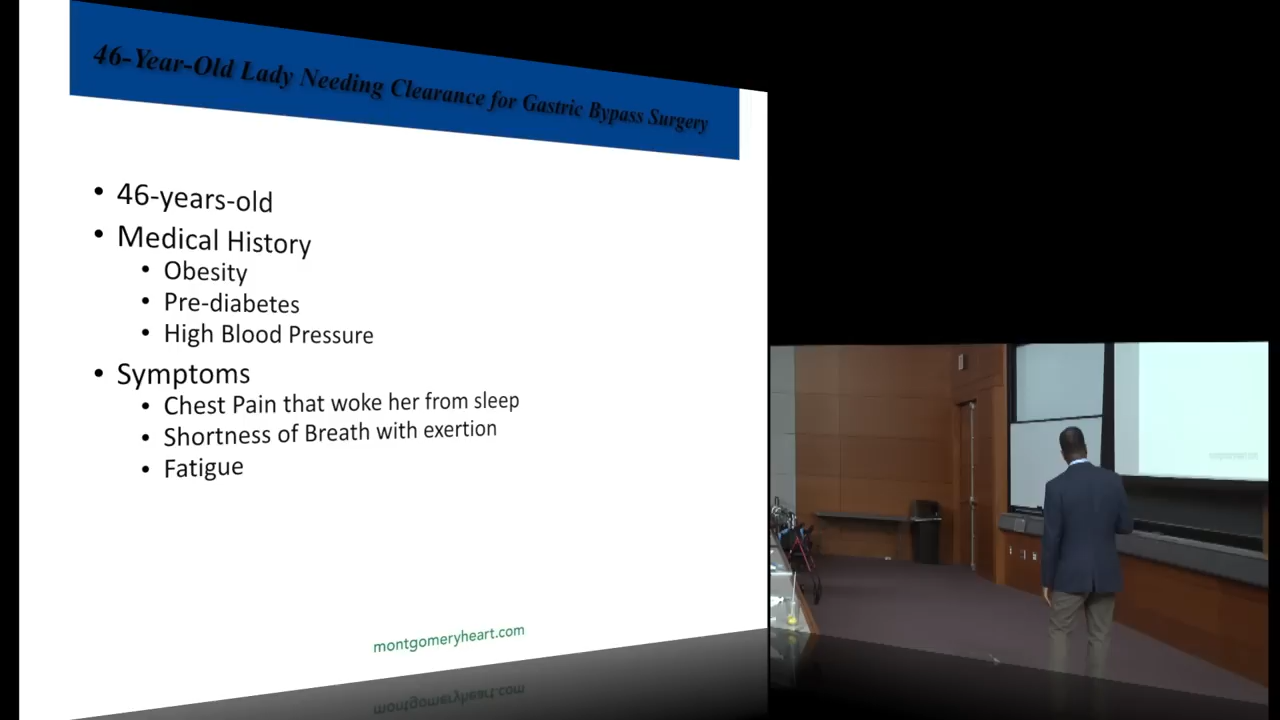 46-Year-Old Lady Needing Clearance for Gastric Bypass Surgery
• 46-years-old
• Medical History
• Obesity
• Pre-diabetes
• High Blood Pressure
• Symptoms
• Chest Pain that woke her from sleep
• Shortness of Breath with exertion
• Fatigue
montgomeryheart.com